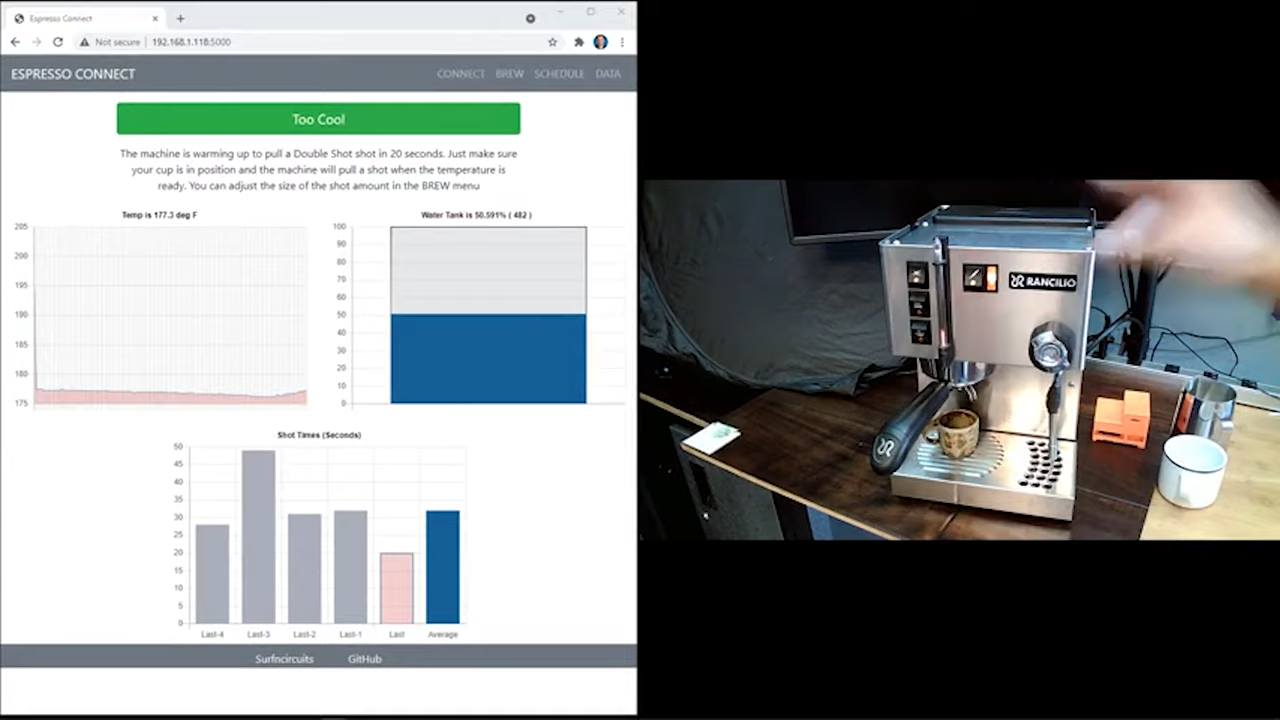 Espresso Connect
Not secure
192.168.1.118:5000
ESPRESSO CONNECT
CONNECT BREW SCHEDULE DATA
Too Cool
The machine is warming up to pull a Double Shot shot in 20 seconds. Just make sure
your cup is in position and the machine will pull a shot when the temperature is
ready. You can adjust the size of the shot amount in the BREW menu
Temp is 177.3 deg F
205
200
195
190
185
180
175
Water Tank is 50.591% ( 482 )
100
90
80
70
60
50
40
30
20
10
0
Shot Times (Seconds)
50
45
40
35
30
25
20
15
10
5
0
Last-4 Last-3 Last-2 Last-1 Last Average
Surfncircuits GitHub
RANCILIO